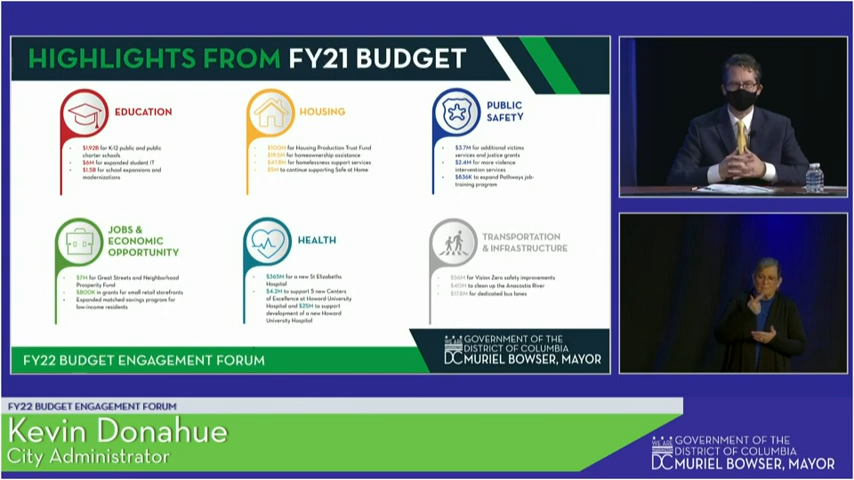 HIGHLIGHTS FROM FY21 BUDGET
EDUCATION
$1.92B for K-12 public and public
charter schools
$6M for expanded student IT
$1.5B for school expansions and
modernizations
HOUSING
$100M for Housing Production Trust Fund
$19.5M for homeownership assistance
$47.8M for homelessness support services
$5M to continue supporting Safe at Home
PUBLIC
SAFETY
$3.7M for additional victims
services and justice grants
$2.4M for more violence
intervention services
$836K to expand Pathways job-
training program
JOBS &
ECONOMIC
OPPORTUNITY
$7M for Great Streets and Neighborhood
Prosperity Fund
$800K in grants for small retail storefronts
Expanded matched savings program for
low-income residents
HEALTH
$365M for a new St Elizabeths
Hospital
$4.2M to support 5 new Centers
of Excellence at Howard University
Hospital and $25M to support
development of a new Howard
University Hospital
TRANSPORTATION
& INFRASTRUCTURE
for Vision Zero safety improvements
to clean up the Anacostia River
for dedicated bus lanes
FY22 BUDGET ENGAGEMENT FORUM
WE ARE
DC
GOVERNMENT OF THE
DISTRICT OF COLUMBIA
MURIEL BOWSER, MAYOR
FY22 BUDGET ENGAGEMENT FORUM
Kevin Donahue
City Administrator
WE ARE
DC
GOVERNMENT OF THE
DISTRICT OF COLUMBIA
MURIEL BOWSER, MAYOR